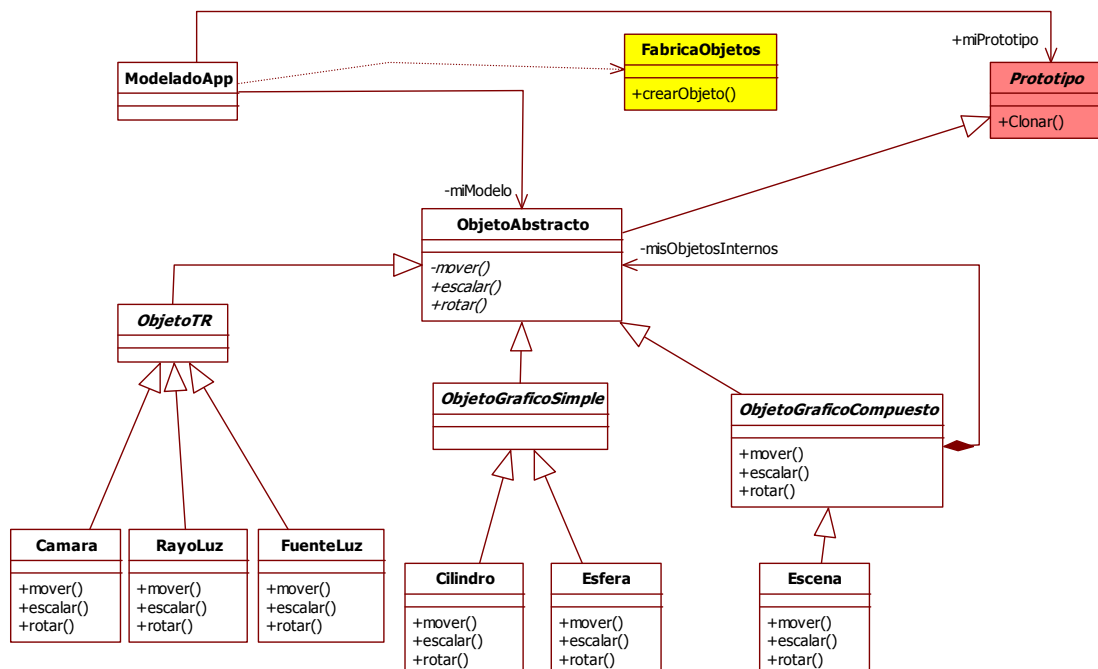 +miPrototipo
FabricaObjetos
+crearObjeto()
ModeladoApp
Prototipo
+Clonar()
-miModelo
ObjetoAbstracto
-mover()
+escalar()
+rotar()
-misObjetosInternos
ObjetoTR
ObjetoGraficoSimple
ObjetoGraficoCompuesto
+mover()
+escalar()
+rotar()
Camara
+mover()
+escalar()
+rotar()
RayoLuz
+mover()
+escalar()
+rotar()
FuenteLuz
+mover()
+escalar()
+rotar()
Cilindro
+mover()
+escalar()
+rotar()
Esfera
+mover()
+escalar()
+rotar()
Escena
+mover()
+escalar()
+rotar()